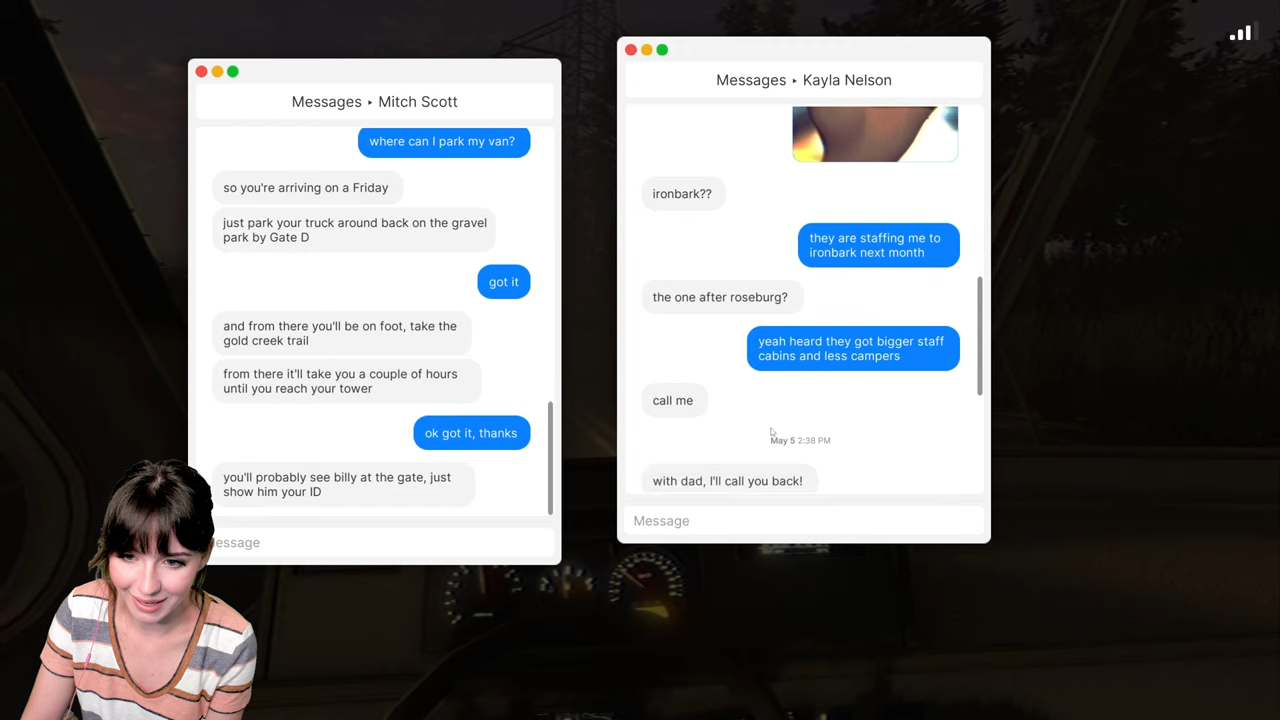 Messages ▸ Mitch Scott
where can I park my van?
so you're arriving on a Friday
just park your truck around back on the gravel
park by Gate D
got it
and from there you'll be on foot, take the
gold creek trail
from there it'll take you a couple of hours
until you reach your tower
ok got it, thanks
you'll probably see billy at the gate, just
show him your ID
essage
Messages ▸ Kayla Nelson
ironbark??
they are staffing me to
ironbark next month
the one after roseburg?
yeah heard they got bigger staff
cabins and less campers
call me
May 5 2:38 PM
with dad, I'll call you back!
Message